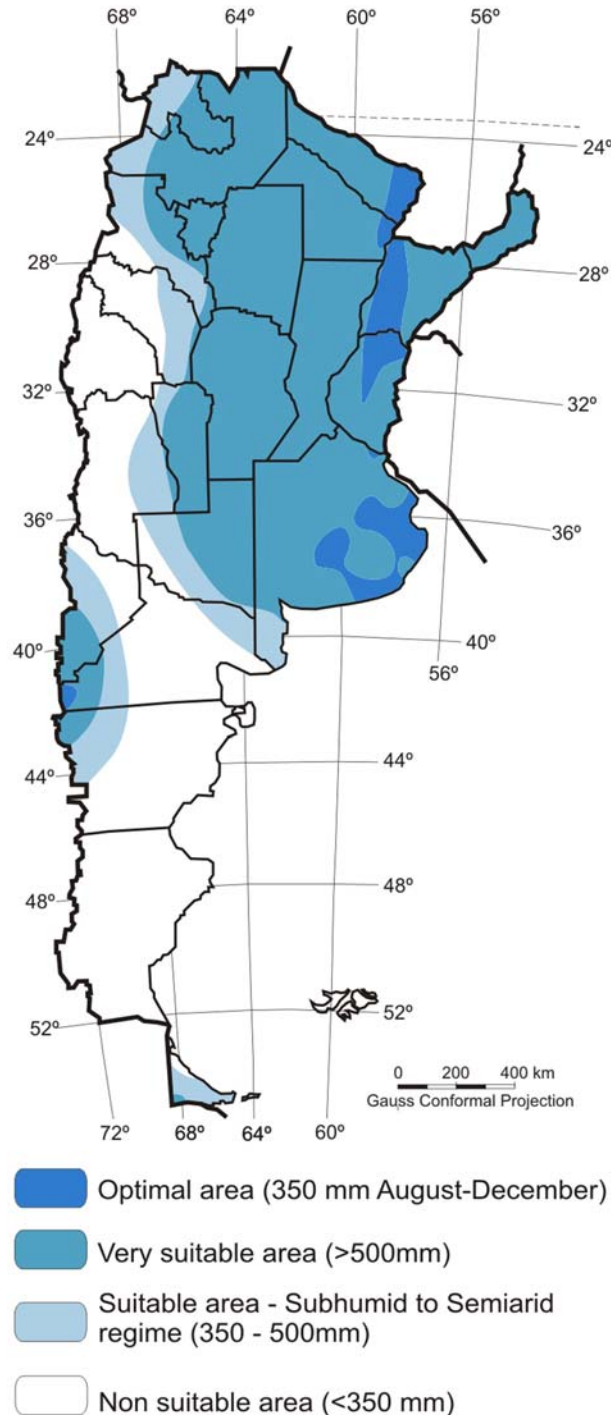 68º 64º 60º 56º
24º 24º
28º 28º
32º 32º
36º 36º
40º 40º
56º
44º 44º
48º 48º
52º 52º
0 200 400 km
Gauss Conformal Projection
72º 68º 64º 60º
Optimal area (350 mm August-December)
Very suitable area (>500mm)
Suitable area - Subhumid to Semiarid
regime (350 - 500mm)
Non suitable area (<350 mm)